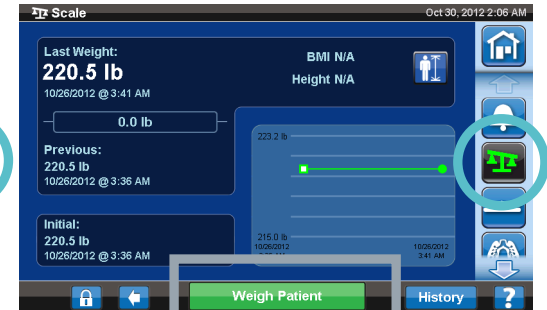 Scale
Oct 30, 2012 2:06 AM
Last Weight:
220.5 lb
10/26/2012 @ 3:41 AM
BMI N/A
Height N/A
0.0 lb
Previous:
220.5 lb
10/26/2012 @ 3:36 AM
223.2 lb
Initial:
220.5 lb
10/26/2012 @ 3:36 AM
215.0 lb
10/26/2012
10/26/2012
3:41 AM
Weigh Patient
History
?